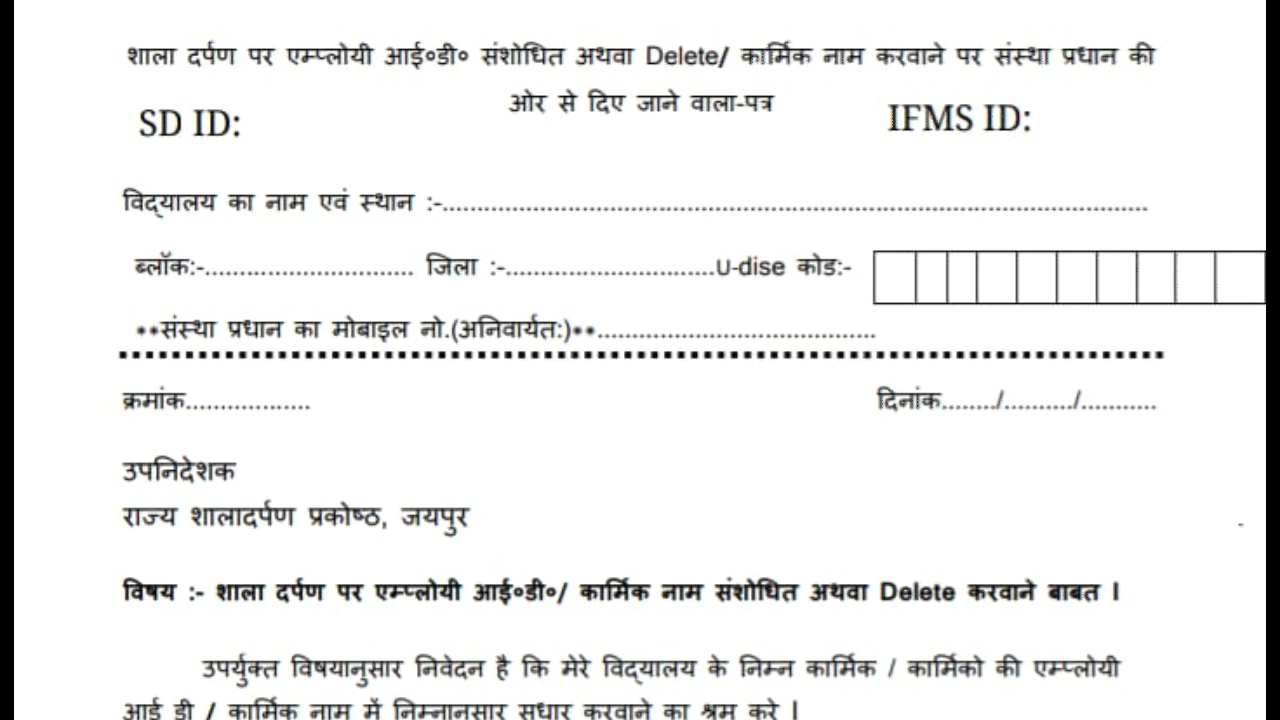 शाला दर्पण पर एम्प्लोयी आई०डी० संशोधित अथवा Delete/ कार्मिक नाम करवाने पर संस्था प्रधान की
ओर से दिए जाने वाला-पत्र
SD ID: IFMS ID:
विद्यालय का नाम एवं स्थान :-......................................................................................................
ब्लॉक:-.............................. जिला :-..............................U-dise कोड:-
**संस्था प्रधान का मोबाइल नो.(अनिवार्यत:)**........................................
क्रमांक.................. दिनांक......../........../...........
उपनिदेशक
राज्य शालादर्पण प्रकोष्ठ, जयपुर
विषय :- शाला दर्पण पर एम्प्लोयी आई०डी०/ कार्मिक नाम संशोधित अथवा Delete करवाने बाबत ।
उपर्युक्त विषयानुसार निवेदन है कि मेरे विद्यालय के निम्न कार्मिक / कार्मिको की एम्प्लोयी
आई डी / कार्मिक नाम में निम्नानुसार सुधार करवाने का श्रम करे ।